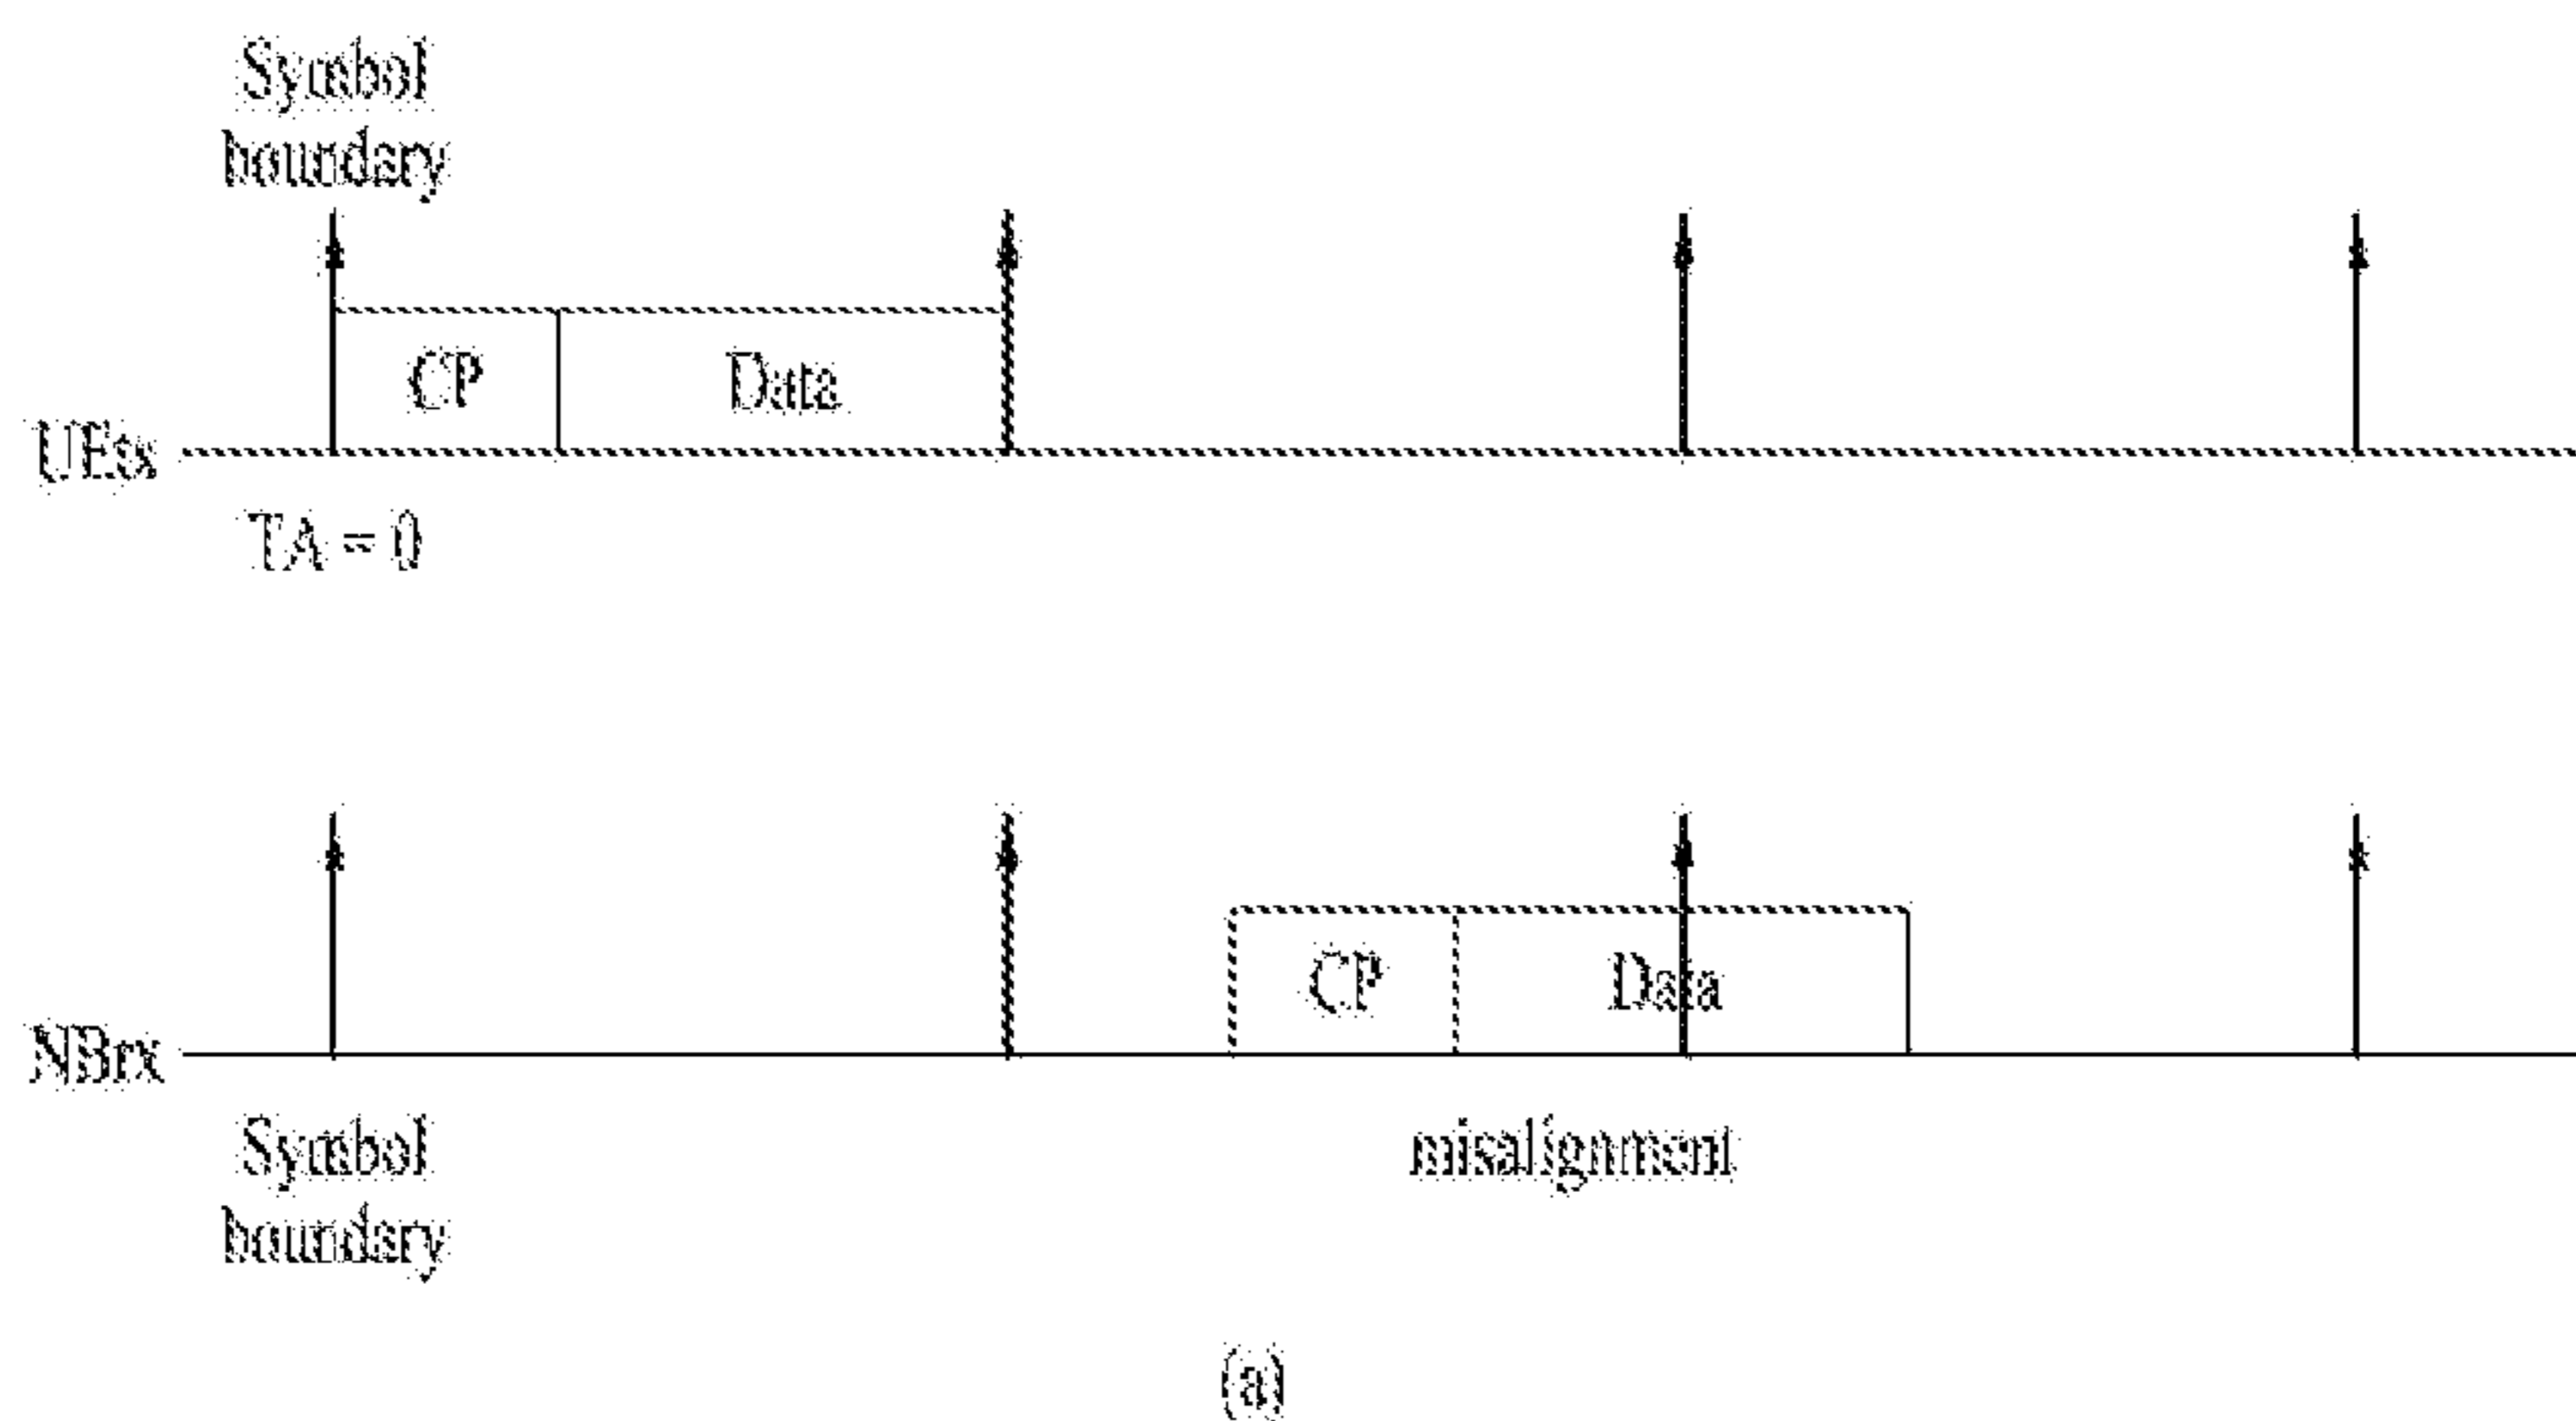 Symbol
boundary
CP
Data
UEtx
TA = 0
CP
Data
NBrx
Symbol
boundary
misalignment
(a)